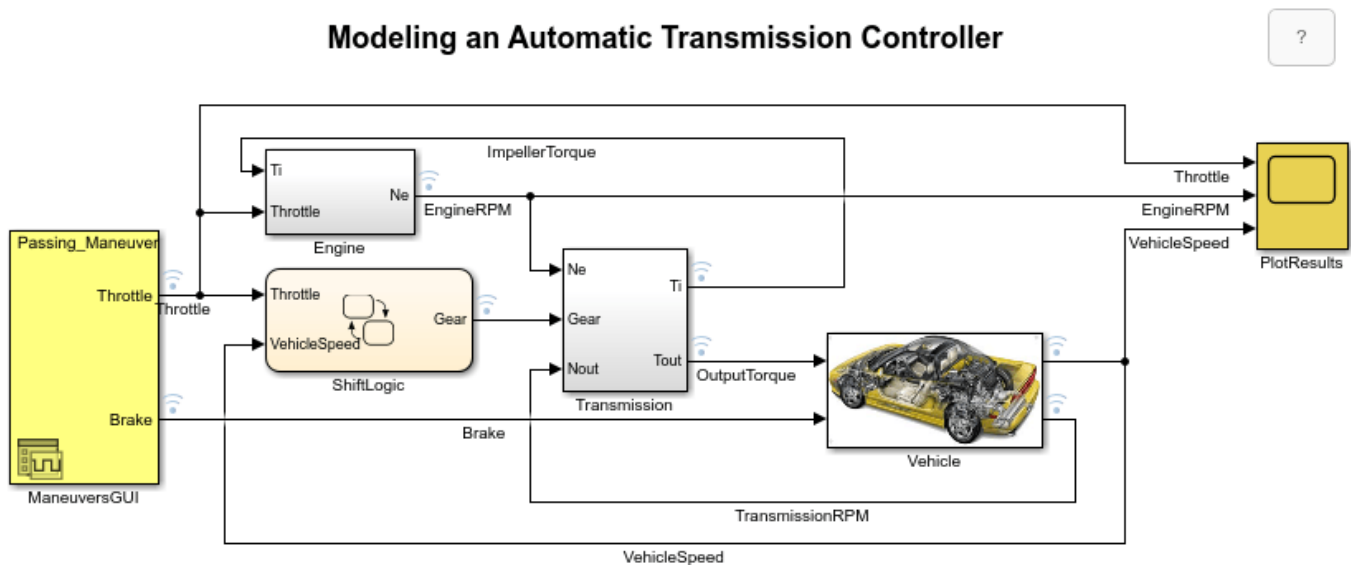 Modeling an Automatic Transmission Controller
?
ImpellerTorque
Ti
Throttle
Ne
EngineRPM
Engine
Throttle
EngineRPM
VehicleSpeed
PlotResults
Passing_Maneuver
Throttle
Brake
ManeuversGUI
Throttle
Throttle
VehicleSpeed
Gear
ShiftLogic
Ne
Gear
Nout
Ti
Tout
Transmission
OutputTorque
Brake
Vehicle
TransmissionRPM
VehicleSpeed